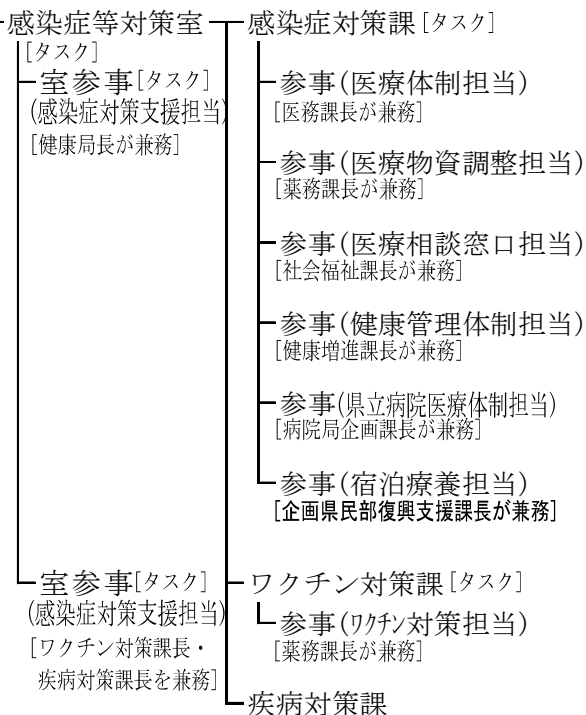 感染症等対策室
[タスク]
室参事[タスク]
(感染症対策支援担当)
[健康局長が兼務]
室参事[タスク]
(感染症対策支援担当)
[ワクチン対策課長・
疾病対策課長を兼務]
感染症対策課[タスク]
参事(医療体制担当)
[医務課長が兼務]
参事(医療物資調整担当)
[薬務課長が兼務]
参事(医療相談窓口担当)
[社会福祉課長が兼務]
参事(健康管理体制担当)
[健康増進課長が兼務]
参事(県立病院医療体制担当)
[病院局企画課長が兼務]
参事(宿泊療養担当)
[企画県民部復興支援課長が兼務]
ワクチン対策課[タスク]
参事(ワクチン対策担当)
[薬務課長が兼務]
疾病対策課